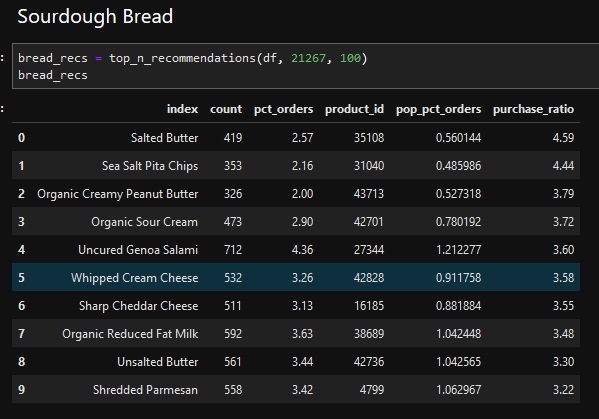 Sourdough Bread
: bread_recs = top_n_recommendations(df, 21267, 100)
bread_recs
:
index count pct_orders product_id pop_pct_orders purchase_ratio
0 Salted Butter 419 2.57 35108 0.560144 4.59
1 Sea Salt Pita Chips 353 2.16 31040 0.485986 4.44
2 Organic Creamy Peanut Butter 326 2.00 43713 0.527318 3.79
3 Organic Sour Cream 473 2.90 42701 0.780192 3.72
4 Uncured Genoa Salami 712 4.36 27344 1.212277 3.60
5 Whipped Cream Cheese 532 3.26 42828 0.911758 3.58
6 Sharp Cheddar Cheese 511 3.13 16185 0.881884 3.55
7 Organic Reduced Fat Milk 592 3.63 38689 1.042448 3.48
8 Unsalted Butter 561 3.44 42736 1.042565 3.30
9 Shredded Parmesan 558 3.42 4799 1.062967 3.22